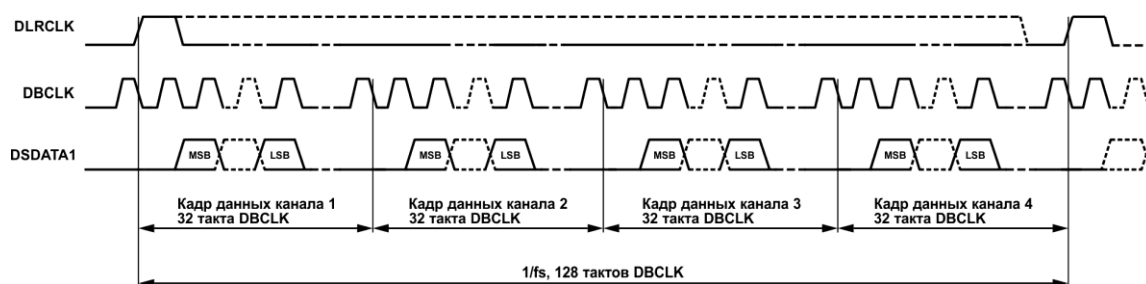 DLRCLK
DBCLK
DSDATA1
MSB LSB MSB LSB MSB LSB MSB LSB
Кадр данных канала 1
32 такта DBCLK
Кадр данных канала 2
32 такта DBCLK
Кадр данных канала 3
32 такта DBCLK
Кадр данных канала 4
32 такта DBCLK
1/fs, 128 тактов DBCLK